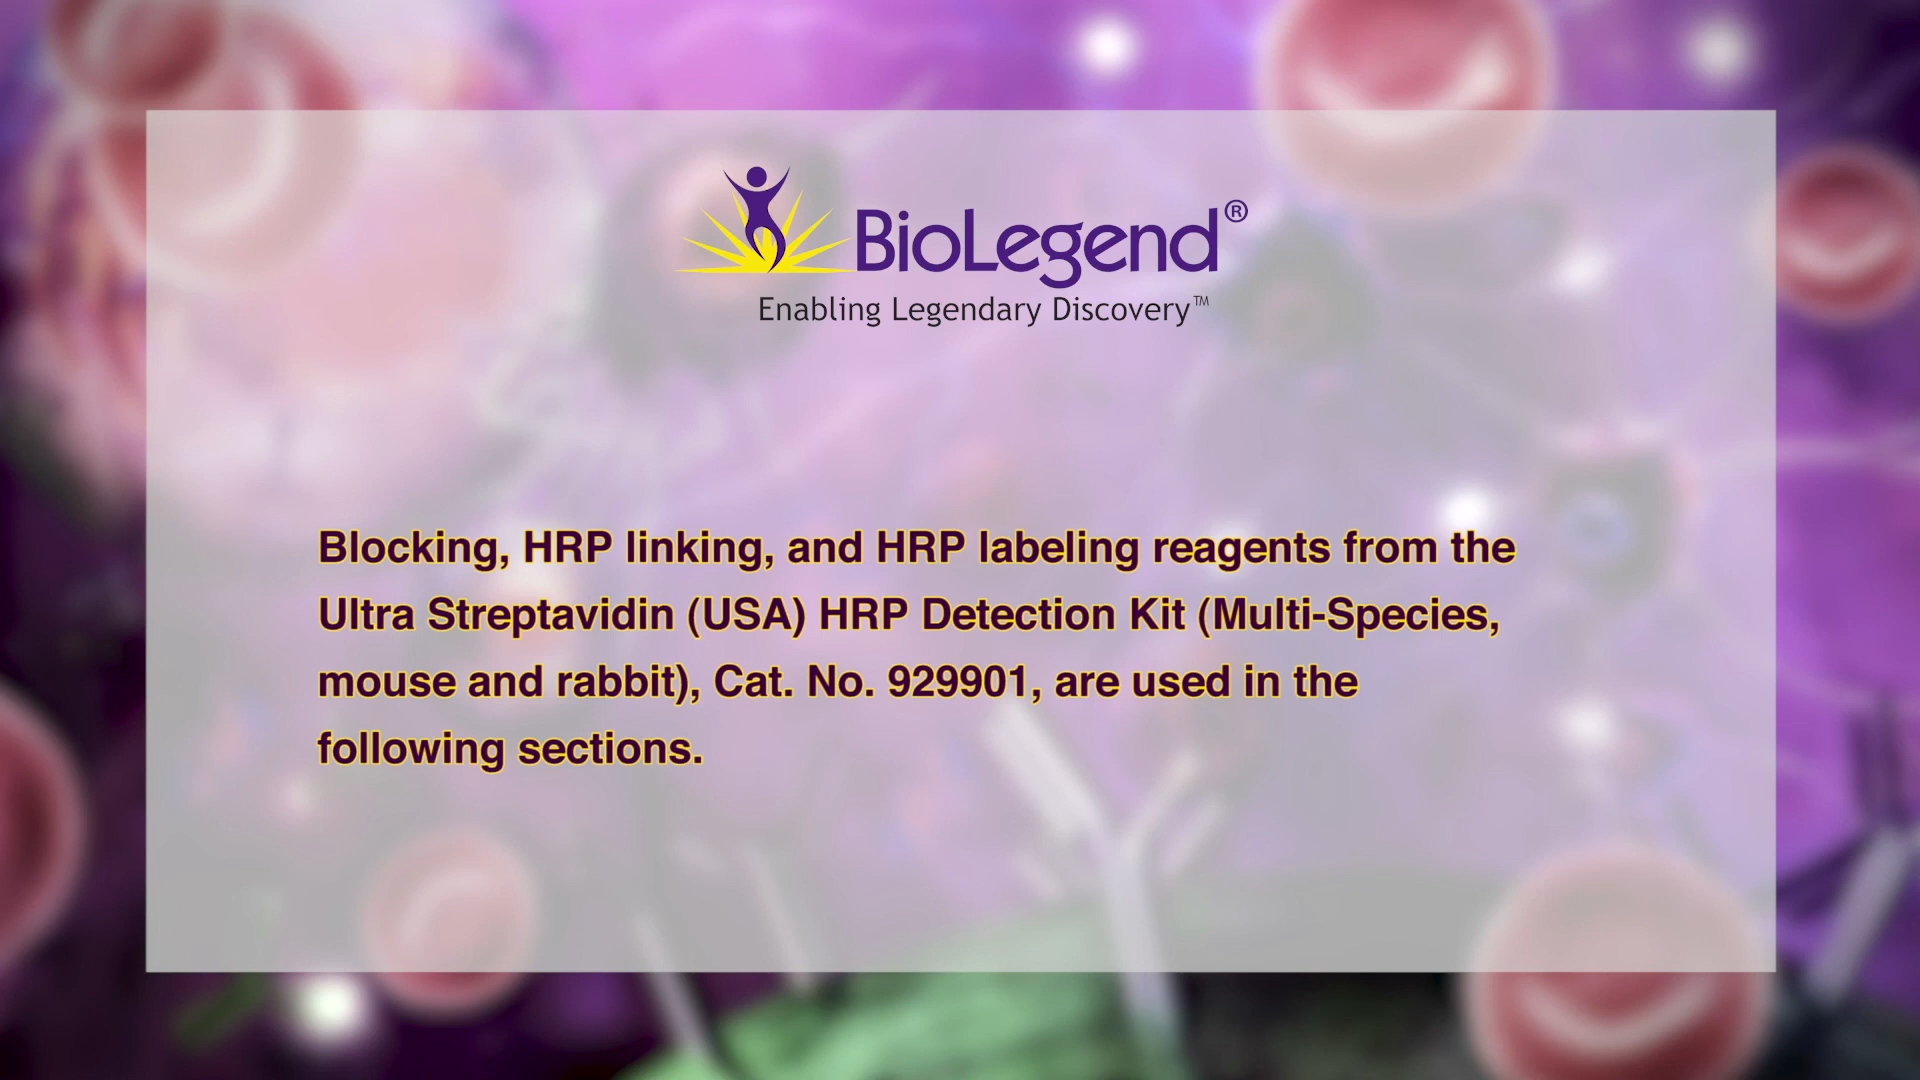 BioLegend®
Enabling Legendary Discovery™
Blocking, HRP linking, and HRP labeling reagents from the
Ultra Streptavidin (USA) HRP Detection Kit (Multi-Species,
mouse and rabbit), Cat. No. 929901, are used in the
following sections.